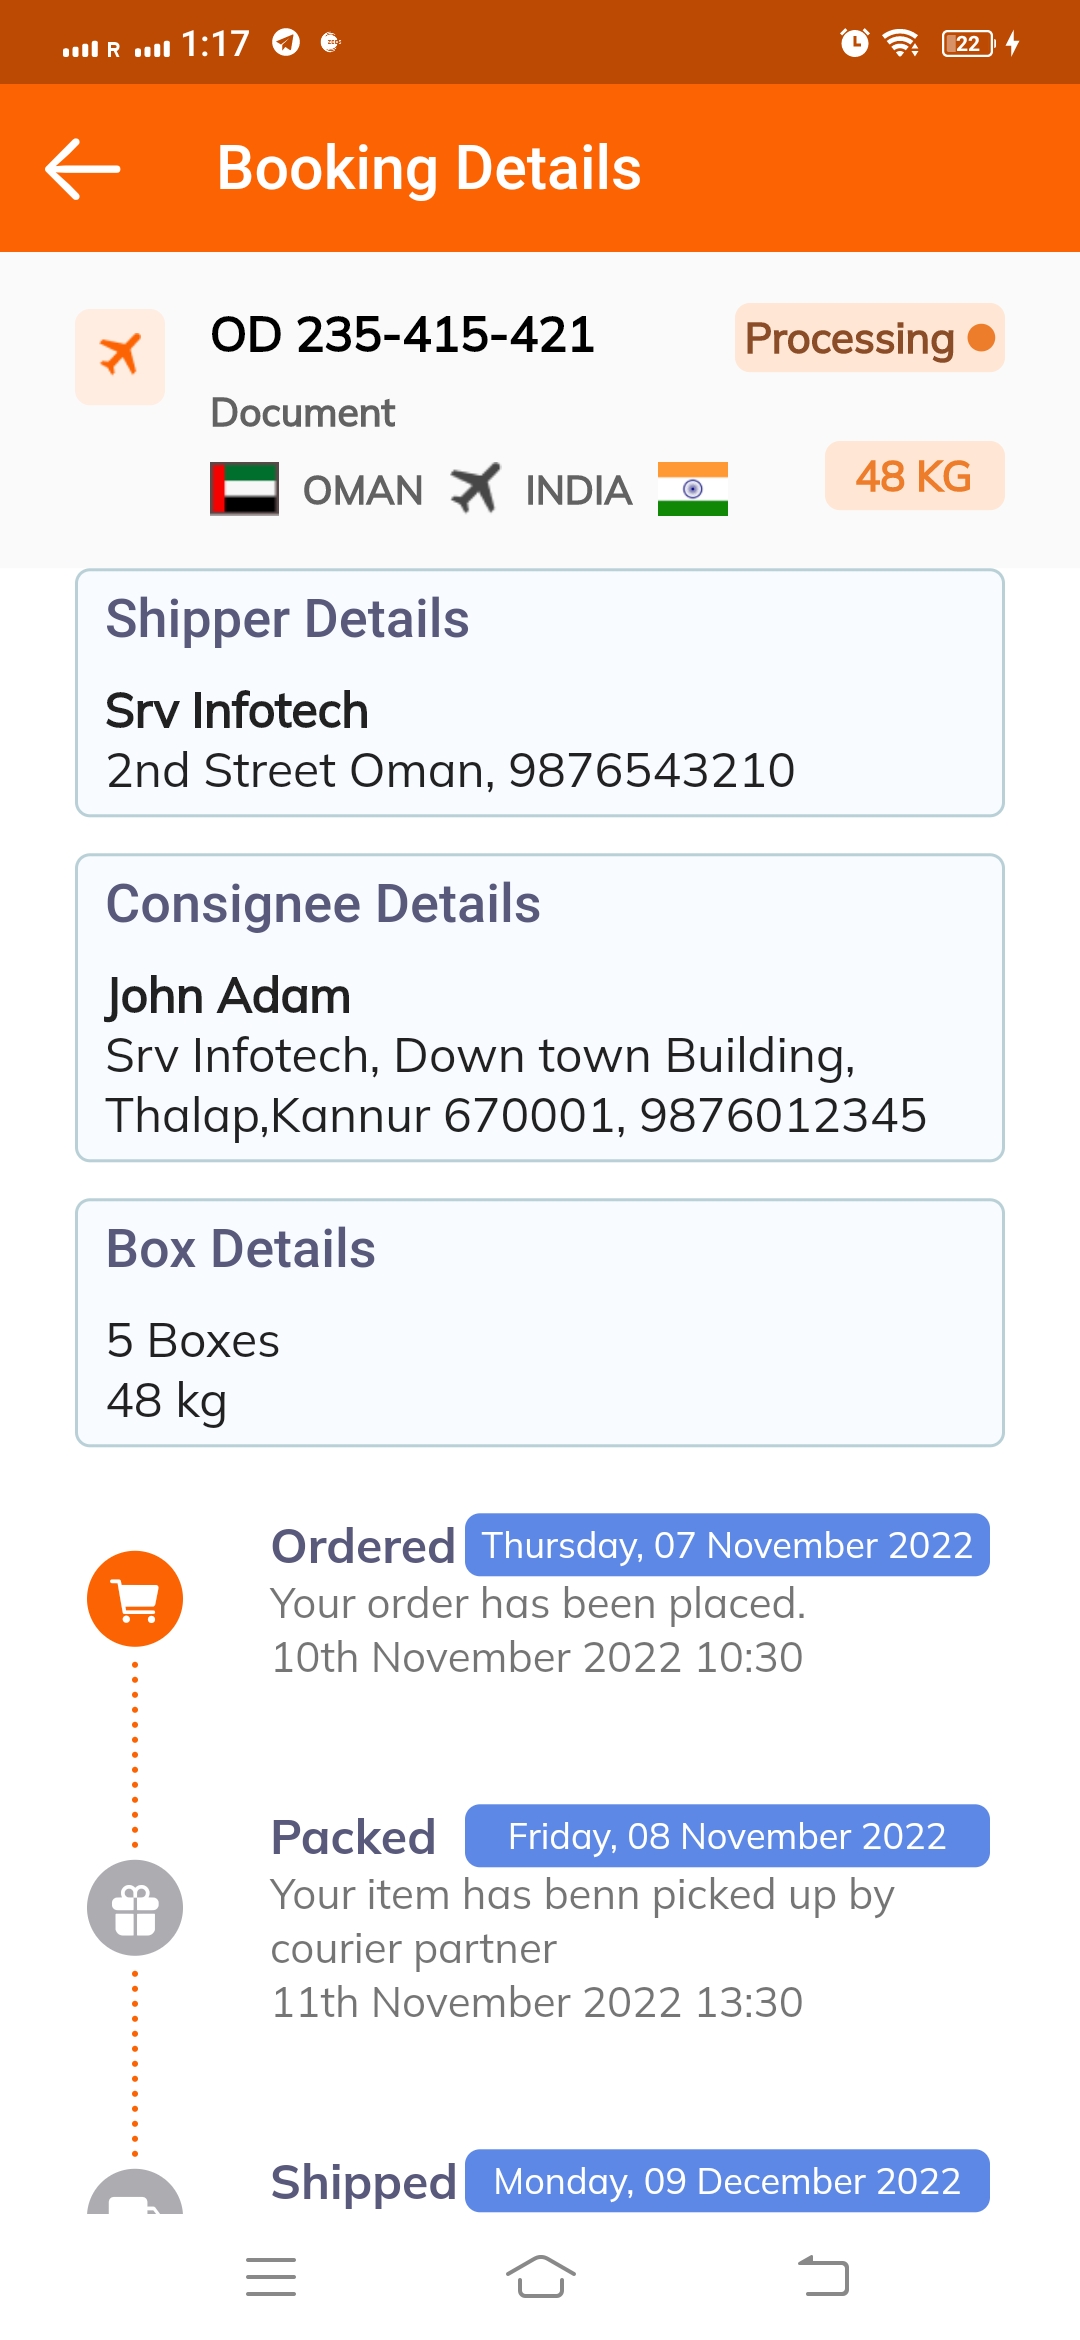 R 1:17 22
Booking Details
OD 235-415-421
Processing
Document
OMAN INDIA
48 KG
Shipper Details
Srv Infotech
2nd Street Oman, 9876543210
Consignee Details
John Adam
Srv Infotech, Down town Building,
Thalap,Kannur 670001, 9876012345
Box Details
5 Boxes
48 kg
Ordered Thursday, 07 November 2022
Your order has been placed.
10th November 2022 10:30
Packed Friday, 08 November 2022
Your item has benn picked up by
courier partner
11th November 2022 13:30
Shipped Monday, 09 December 2022